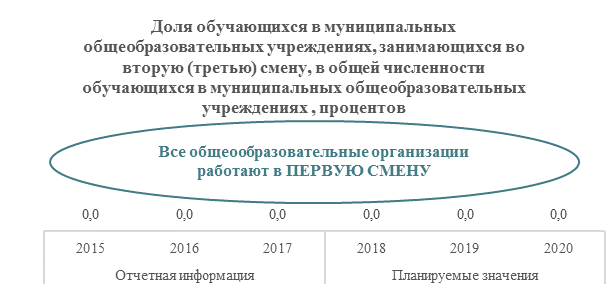 Доля обучающихся в муниципальных
общеобразовательных учреждениях, занимающихся во
вторую (третью) смену, в общей численности
обучающихся в муниципальных общеобразовательных
учреждениях , процентов
Все общеообразовательные организации
работают в ПЕРВУЮ СМЕНУ
0,0 0,0 0,0 0,0 0,0 0,0
2015 2016 2017 2018 2019 2020
Отчетная информация Планируемые значения